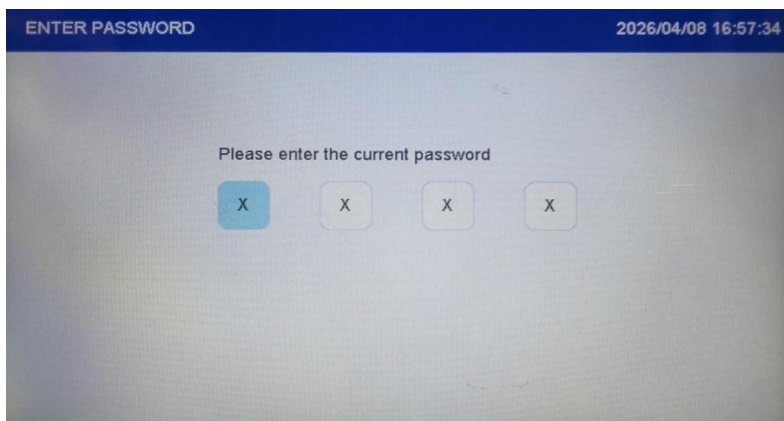 ENTER PASSWORD 2026/04/08 16:57:34
Please enter the current password
X X X X